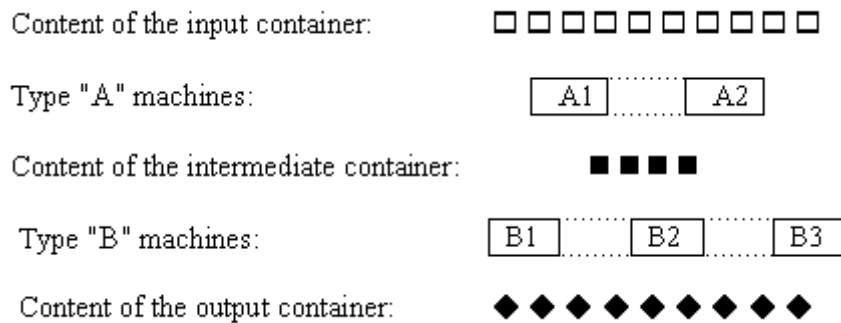 Content of the input container:
Type "A" machines: A1 A2
Content of the intermediate container:
Type "B" machines: B1 B2 B3
Content of the output container: